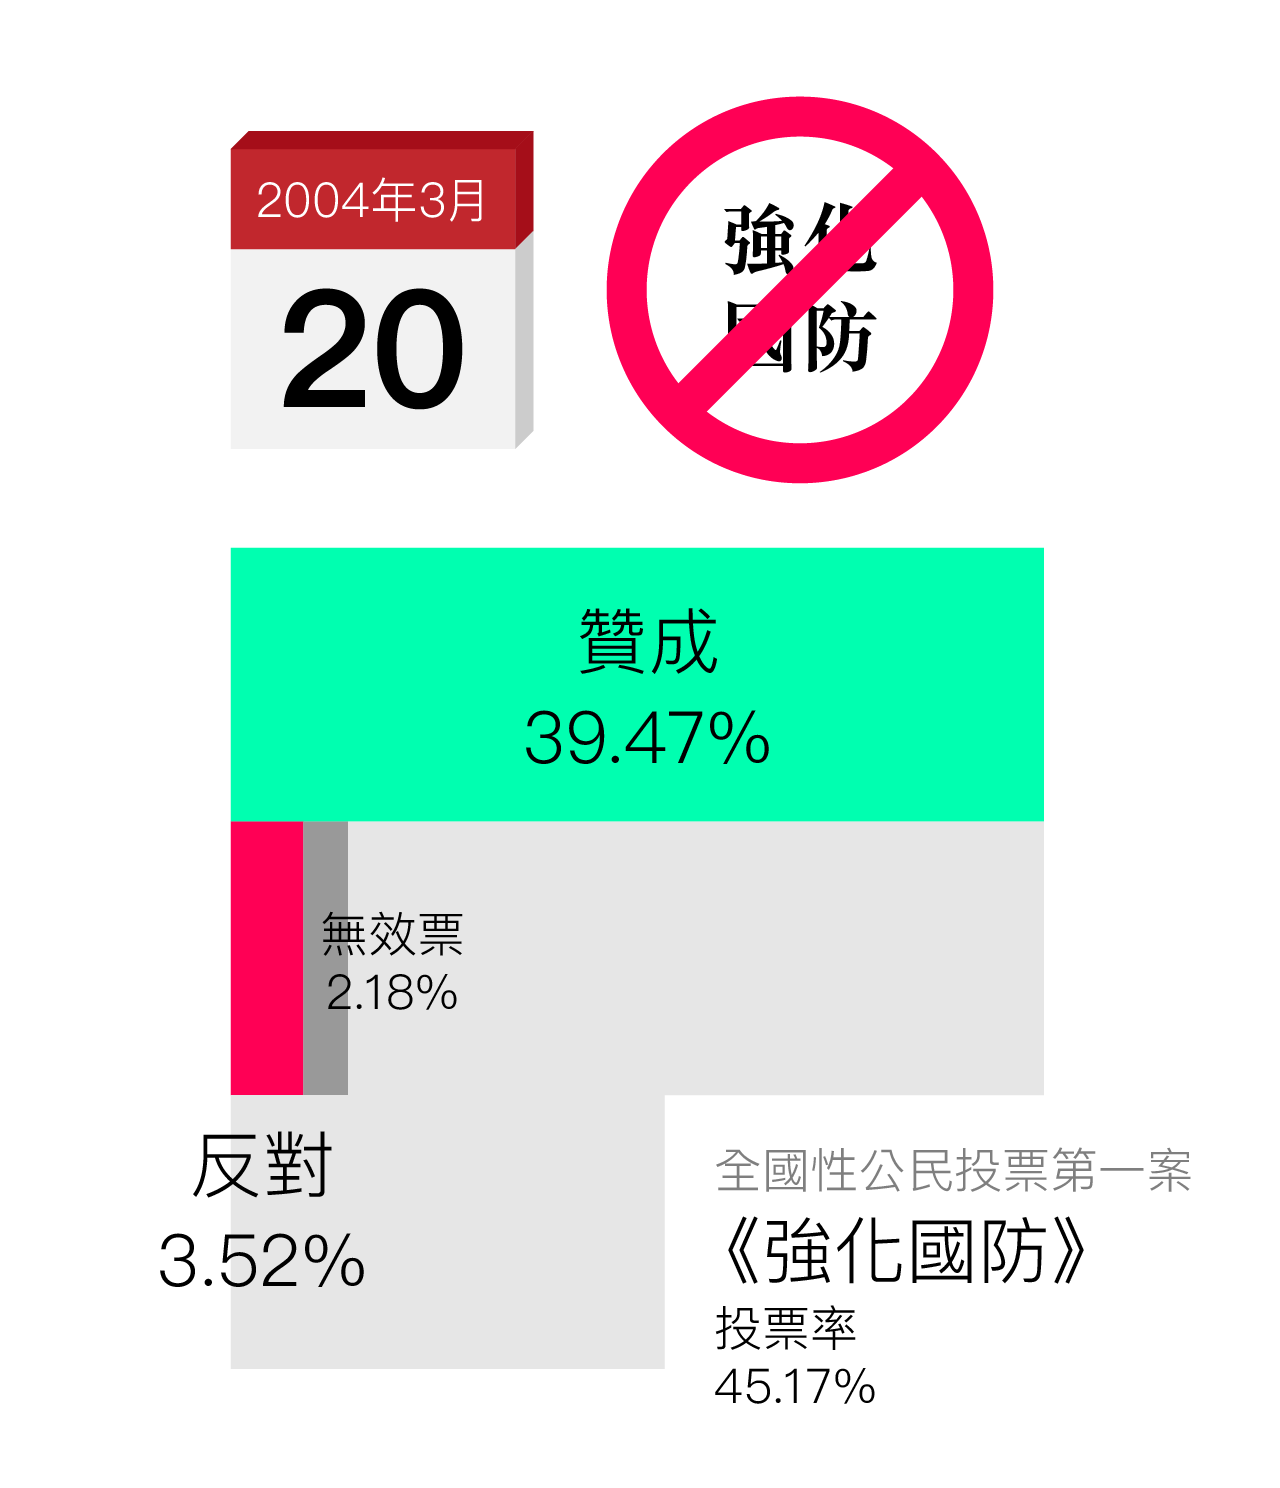 2004年3月
20
強化
國防
贊成
39.47%
無效票
2.18%
反對
3.52%
全國性公民投票第一案
《強化國防》
投票率
45.17%